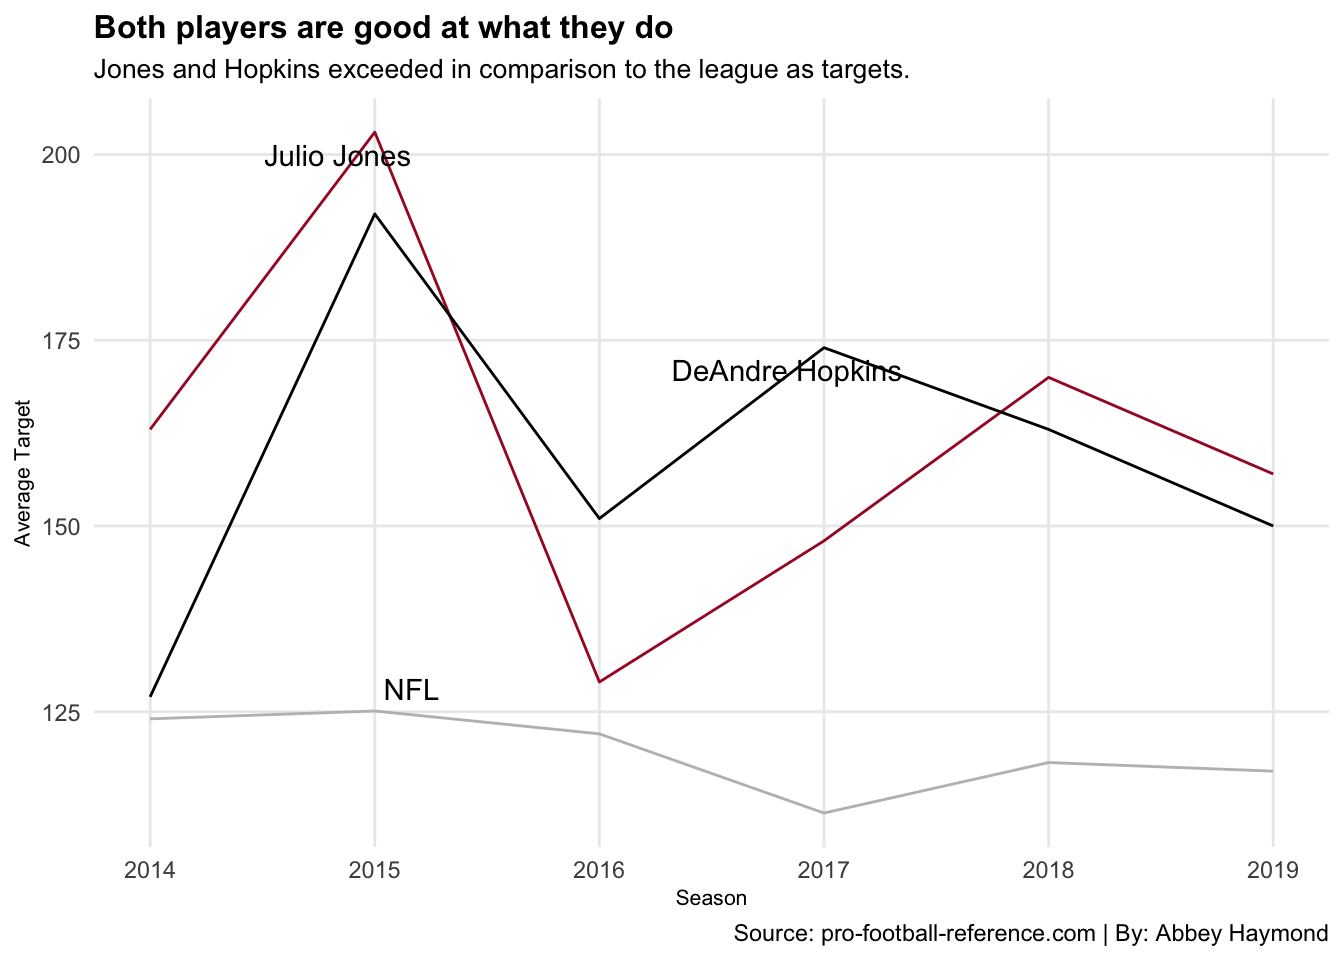 Both players are good at what they do
Jones and Hopkins exceeded in comparison to the league as targets.
200
175
150
125
Average Target
Julio Jones
DeAndre Hopkins
NFL
2014 2015 2016 2017 2018 2019
Season
Source: pro-football-reference.com | By: Abbey Haymond